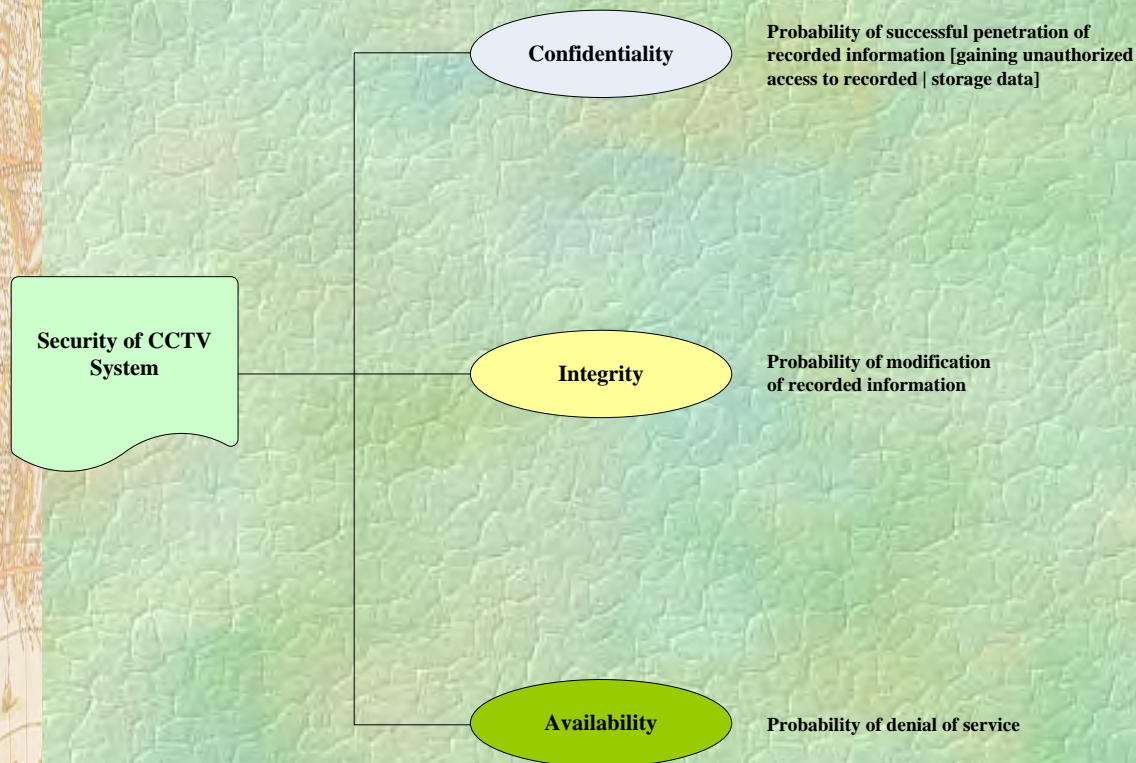 Confidentiality
Probability of successful penetration of
recorded information [gaining unauthorized
access to recorded | storage data]
Security of CCTV
System
Integrity
Probability of modification
of recorded information
Availability
Probability of denial of service